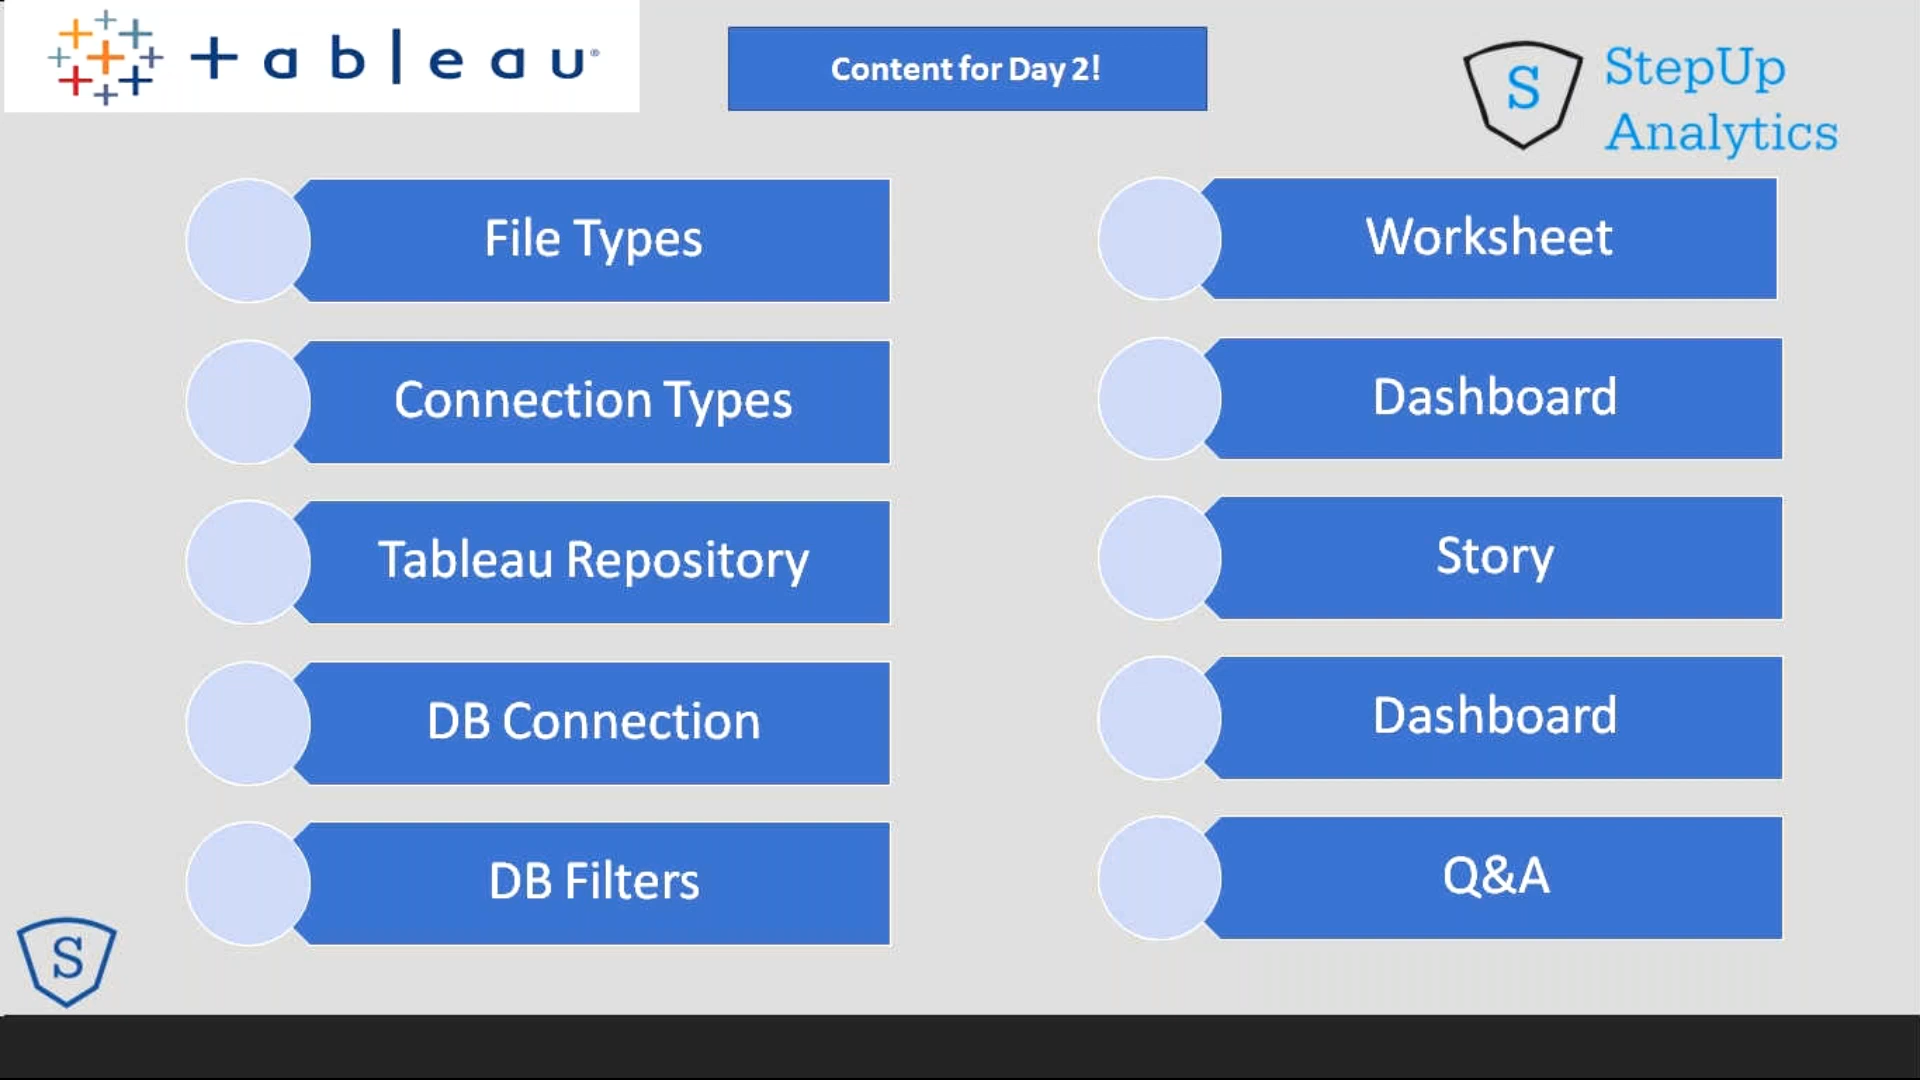 tableau
Content for Day 2!
S
StepUp
Analytics
File Types
Connection Types
Tableau Repository
DB Connection
DB Filters
Worksheet
Dashboard
Story
Dashboard
Q&A
S